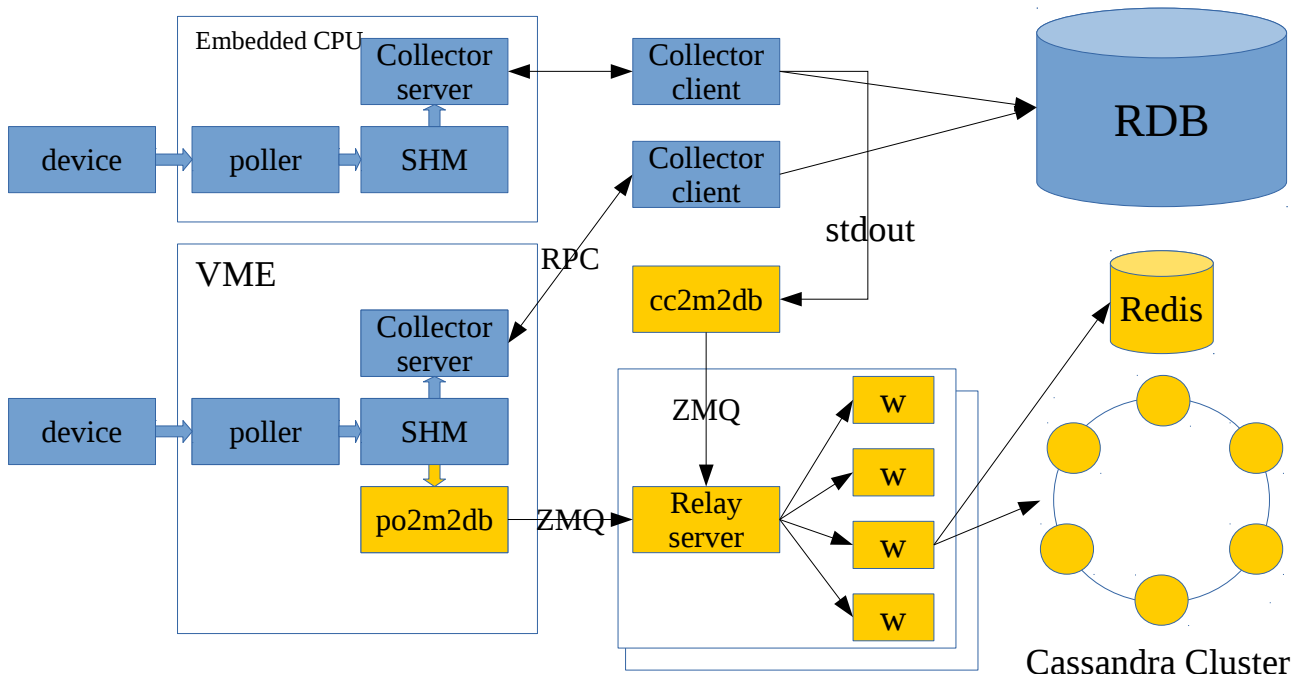 Embedded CPU
Collector
server
Collector
client
RDB
device
poller
SHM
Collector
client
stdout
VME
RPC
cc2m2db
Redis
Collector
server
device
poller
SHM
ZMQ
w
w
po2m2db
ZMQ
Relay
server
w
w
Cassandra Cluster